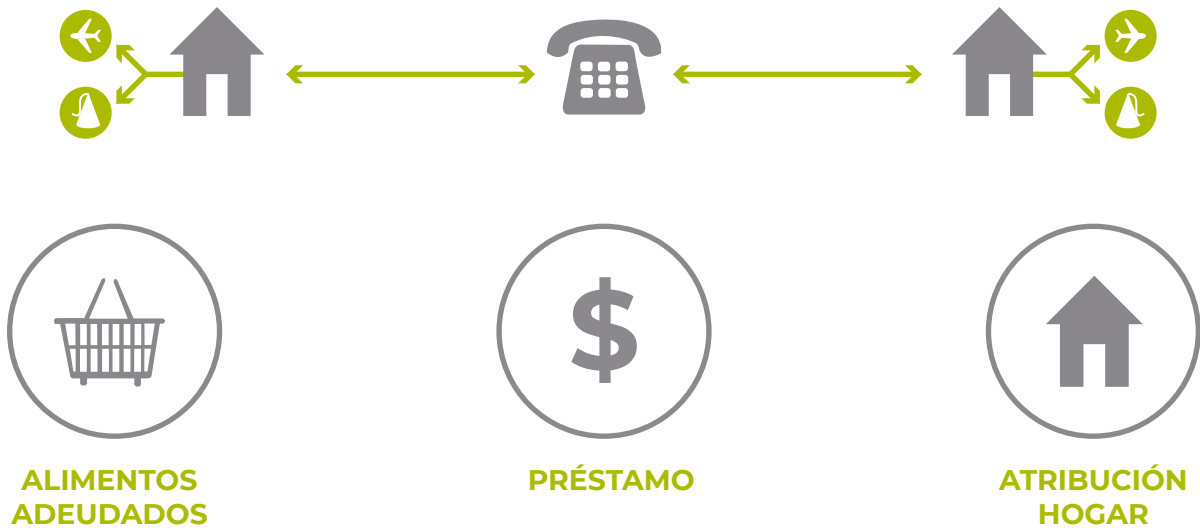 ALIMENTOS
ADEUDADOS
PRÉSTAMO
ATRIBUCIÓN
HOGAR